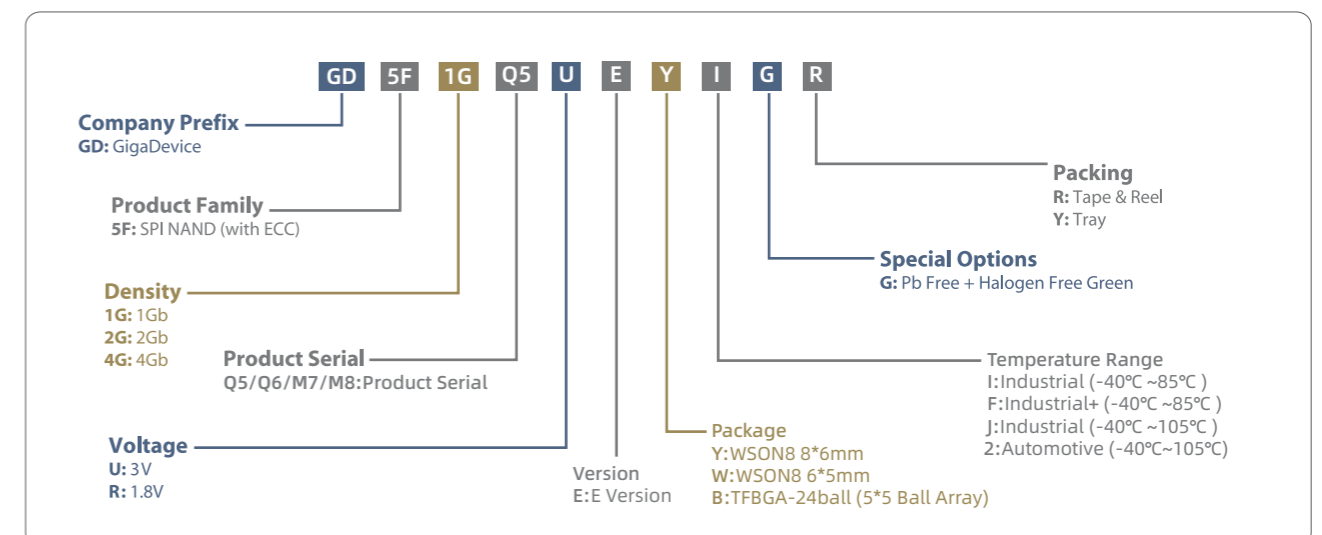 GD 5F 1G Q5 U E Y I G R
Company Prefix
GD: GigaDevice
Product Family
5F: SPI NAND (with ECC)
Density
1G: 1Gb
2G: 2Gb
4G: 4Gb
Product Serial
Q5/Q6/M7/M8:Product Serial
Voltage
U: 3V
R: 1.8V
Version
E:E Version
Package
Y:WSON8 8*6mm
W:WSON8 6*5mm
B:TFBGA-24ball (5*5 Ball Array)
Temperature Range
I:Industrial (-40℃ ~85℃ )
F:Industrial+ (-40℃ ~85℃ )
J:Industrial (-40℃ ~105℃ )
2:Automotive (-40℃~105℃)
Special Options
G: Pb Free + Halogen Free Green
Packing
R: Tape & Reel
Y: Tray